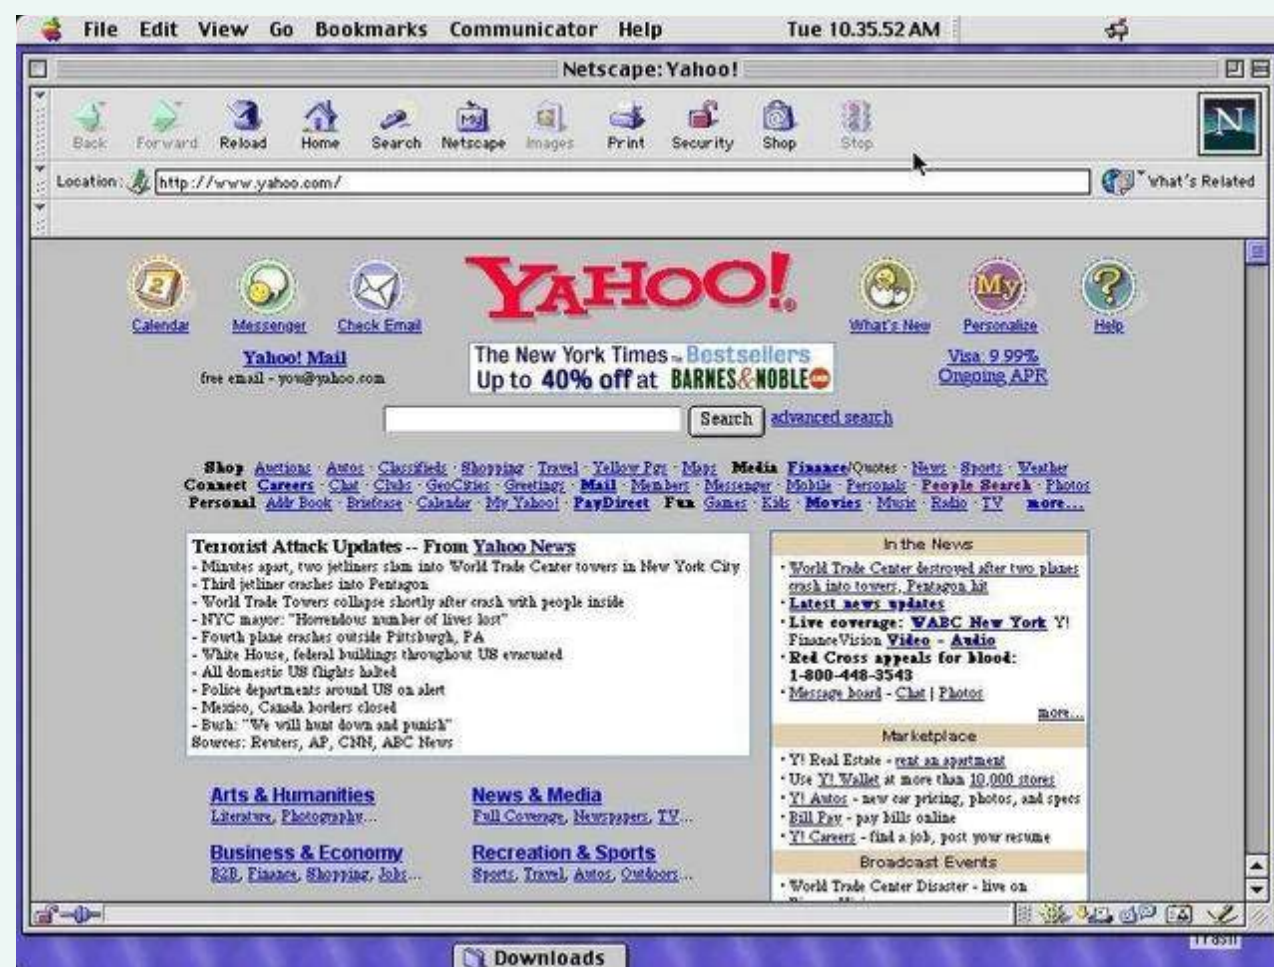 File Edit View Go Bookmarks Communicator Help Tue 10.35.52 AM
Netscape: Yahoo!
Back Forward Reload Home Search Netscape Images Print Security Shop Stop
N
Location: http://www.yahoo.com/ What's Related
YAHOO!
Calendar Messenger Check Email What's New Personalize Help
Yahoo! Mail
free email - you@yahoo.com
The New York Times Bestsellers
Up to 40% off at BARNES&NOBLE
Visa: 9.99%
Ongoing APR
Search advanced search
Shop Auctions · Autos · Classifieds · Shopping · Travel · Yellow Pgs · Maps Media Finance/Quotes · News · Sports · Weather
Connect Careers · Chat · Clubs · GeoCities · Greetings · Mail · Members · Messenger · Mobile · Personals · People Search · Photos
Personal Addr Book · Briefcase · Calendar · My Yahoo! · PayDirect Fun Games · Kids · Movies · Music · Radio · TV more...
Terrorist Attack Updates -- From Yahoo News
- Minutes apart, two jetliners slam into World Trade Center towers in New York City
- Third jetliner crashes into Pentagon
- World Trade Towers collapse shortly after crash with people inside
- NYC mayor: "Horrendous number of lives lost"
- Fourth plane crashes outside Pittsburgh, PA
- White House, federal buildings throughout US evacuated
- All domestic US flights halted
- Police departments around US on alert
- Mexico, Canada borders closed
- Bush: "We will hunt down and punish"
Sources: Reuters, AP, CNN, ABC News
Arts & Humanities
Literature, Photography...
News & Media
Full Coverage, Newspapers, TV...
Business & Economy
B2B, Finance, Shopping, Jobs...
Recreation & Sports
Sports, Travel, Autos, Outdoors...
In the News
· World Trade Center destroyed after two planes
crash into towers, Pentagon hit
· Latest news updates
· Live coverage: WABC New York Y!
FinanceVision Video - Audio
· Red Cross appeals for blood:
1-800-448-3543
· Message board - Chat | Photos
more...
Marketplace
· Y! Real Estate - rent an apartment
· Use Y! Wallet at more than 10,000 stores
· Y! Autos - new car pricing, photos, and specs
· Bill Pay - pay bills online
· Y! Careers - find a job, post your resume
Broadcast Events
· World Trade Center Disaster - live on
Trash
Downloads